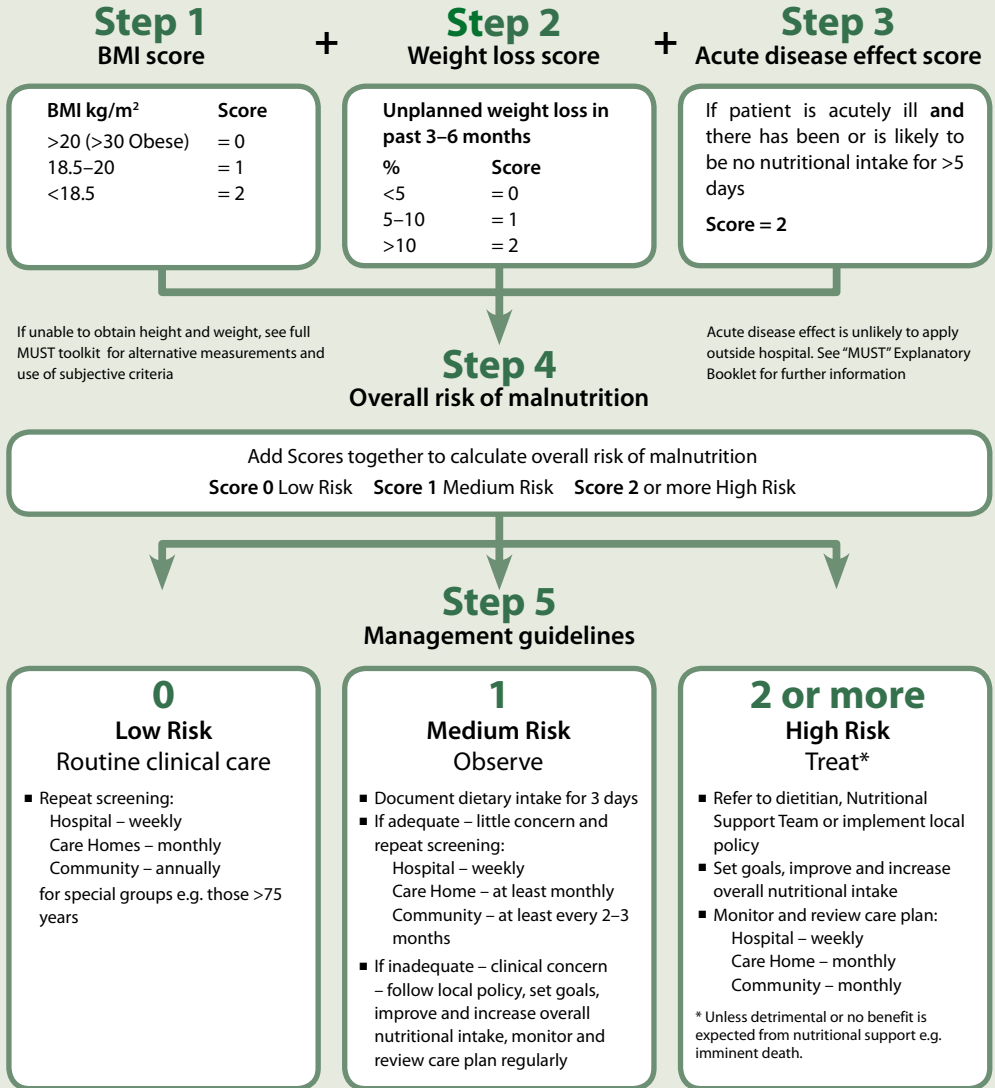 Step 1
BMI score
+
Step 2
Weight loss score
+
Step 3
Acute disease effect score
BMI kg/m² Score
>20 (>30 Obese) = 0
18.5–20 = 1
<18.5 = 2
Unplanned weight loss in
past 3–6 months
% Score
<5 = 0
5–10 = 1
>10 = 2
If patient is acutely ill and
there has been or is likely to
be no nutritional intake for >5
days
Score = 2
If unable to obtain height and weight, see full
MUST toolkit for alternative measurements and
use of subjective criteria
Acute disease effect is unlikely to apply
outside hospital. See “MUST” Explanatory
Booklet for further information
Step 4
Overall risk of malnutrition
Add Scores together to calculate overall risk of malnutrition
Score 0 Low Risk Score 1 Medium Risk Score 2 or more High Risk
Step 5
Management guidelines
0
Low Risk
Routine clinical care
▪ Repeat screening:
Hospital – weekly
Care Homes – monthly
Community – annually
for special groups e.g. those >75
years
1
Medium Risk
Observe
▪ Document dietary intake for 3 days
▪ If adequate – little concern and
repeat screening:
Hospital – weekly
Care Home – at least monthly
Community – at least every 2–3
months
▪ If inadequate – clinical concern
– follow local policy, set goals,
improve and increase overall
nutritional intake, monitor and
review care plan regularly
2 or more
High Risk
Treat*
▪ Refer to dietitian, Nutritional
Support Team or implement local
policy
▪ Set goals, improve and increase
overall nutritional intake
▪ Monitor and review care plan:
Hospital – weekly
Care Home – monthly
Community – monthly
* Unless detrimental or no benefit is
expected from nutritional support e.g.
imminent death.